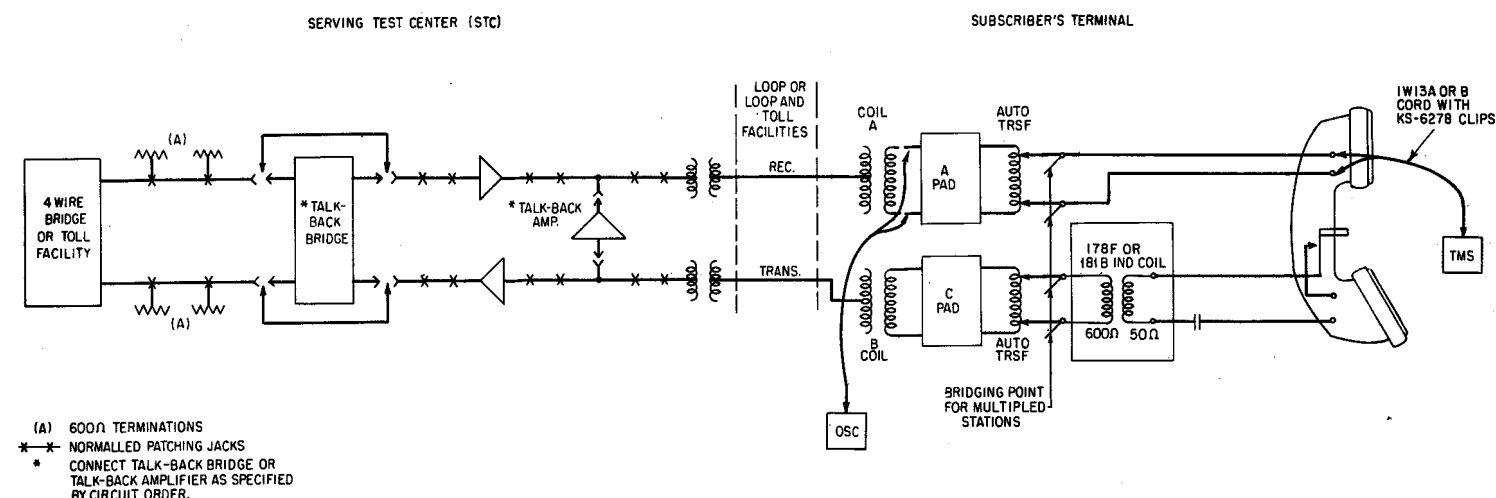 SERVING TEST CENTER (STC)
SUBSCRIBER'S TERMINAL
LOOP OR
LOOP AND
TOLL
FACILITIES
COIL
A
AUTO
TRSF
1W13A OR B
CORD WITH
KS-6278 CLIPS
(A)
4 WIRE
BRIDGE
OR TOLL
FACILITY
* TALK-
BACK
BRIDGE
* TALK-BACK
AMP.
REC.
A
PAD
TRANS.
178F OR
181B IND COIL
TMS
(A)
C
PAD
600Ω 50Ω
B
COIL
AUTO
TRSF
BRIDGING POINT
FOR MULTIPLED
STATIONS
OSC
(A) 600Ω TERMINATIONS
NORMALLED PATCHING JACKS
* CONNECT TALK-BACK BRIDGE OR
TALK-BACK AMPLIFIER AS SPECIFIED
BY CIRCUIT ORDER.